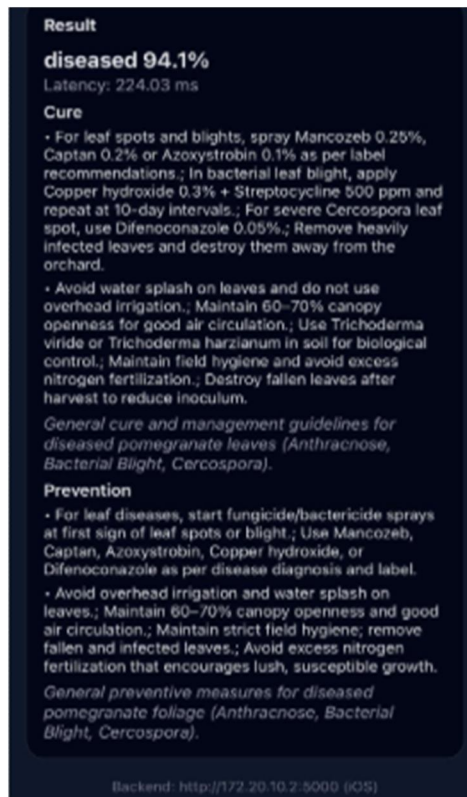 Result
diseased 94.1%
Latency: 224.03 ms
Cure
• For leaf spots and blights, spray Mancozeb 0.25%,
Captan 0.2% or Azoxystrobin 0.1% as per label
recommendations.; In bacterial leaf blight, apply
Copper hydroxide 0.3% + Streptocycline 500 ppm and
repeat at 10-day intervals.; For severe Cercospora leaf
spot, use Difenoconazole 0.05%.; Remove heavily
infected leaves and destroy them away from the
orchard.
• Avoid water splash on leaves and do not use
overhead irrigation.; Maintain 60–70% canopy
openness for good air circulation.; Use Trichoderma
viride or Trichoderma harzianum in soil for biological
control.; Maintain field hygiene and avoid excess
nitrogen fertilization.; Destroy fallen leaves after
harvest to reduce inoculum.
General cure and management guidelines for
diseased pomegranate leaves (Anthracnose,
Bacterial Blight, Cercospora).
Prevention
• For leaf diseases, start fungicide/bactericide sprays
at first sign of leaf spots or blight.; Use Mancozeb,
Captan, Azoxystrobin, Copper hydroxide, or
Difenoconazole as per disease diagnosis and label.
• Avoid overhead irrigation and water splash on
leaves.; Maintain 60–70% canopy openness and good
air circulation.; Maintain strict field hygiene; remove
fallen and infected leaves.; Avoid excess nitrogen
fertilization that encourages lush, susceptible growth.
General preventive measures for diseased
pomegranate foliage (Anthracnose, Bacterial
Blight, Cercospora).
Backend: http://172.20.10.2:5000 (iOS)